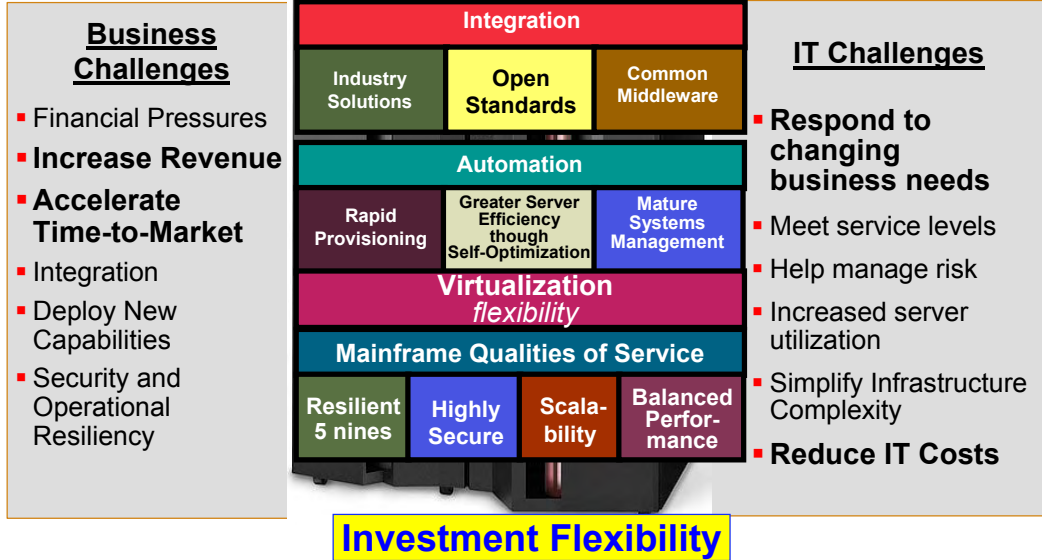 Business
Challenges
▪ Financial Pressures
▪ Increase Revenue
▪ Accelerate
Time-to-Market
▪ Integration
▪ Deploy New
Capabilities
▪ Security and
Operational
Resiliency
Integration
Industry
Solutions
Open
Standards
Common
Middleware
Automation
Rapid
Provisioning
Greater Server
Efficiency
though
Self-Optimization
Mature
Systems
Management
Virtualization
flexibility
Mainframe Qualities of Service
Resilient
5 nines
Highly
Secure
Scala-
bility
Balanced
Perfor-
mance
IT Challenges
▪ Respond to
changing
business needs
▪ Meet service levels
▪ Help manage risk
▪ Increased server
utilization
▪ Simplify Infrastructure
Complexity
▪ Reduce IT Costs
Investment Flexibility